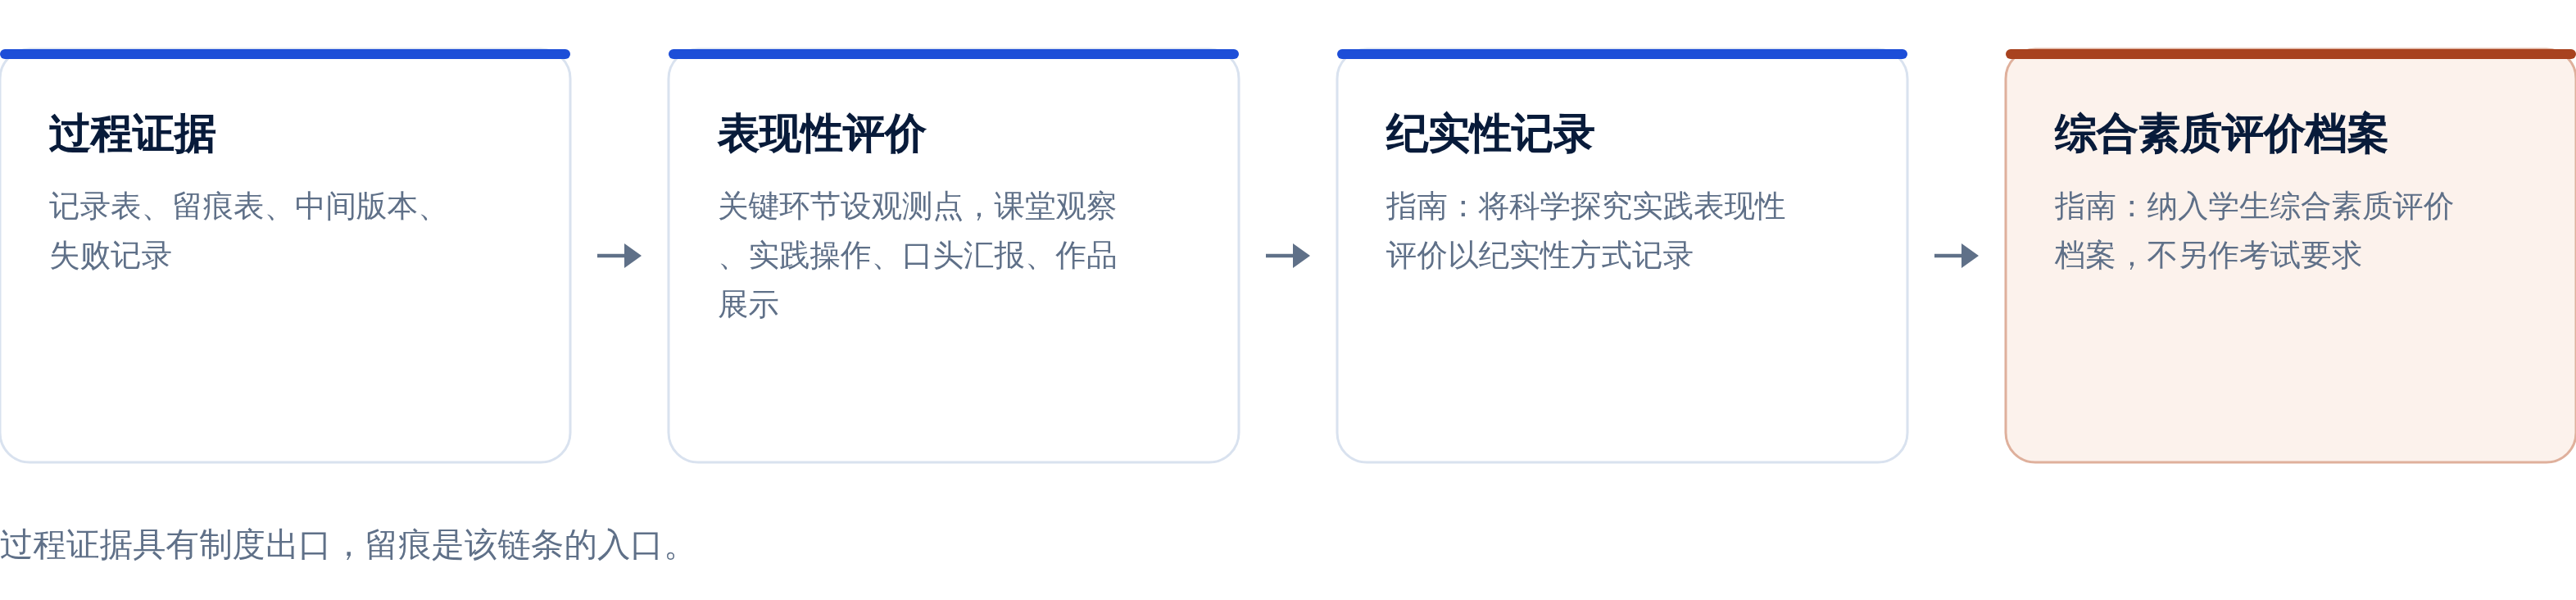 过程证据
记录表、留痕表、中间版本、
失败记录
表现性评价
关键环节设观测点，课堂观察
、实践操作、口头汇报、作品
展示
纪实性记录
指南：将科学探究实践表现性
评价以纪实性方式记录
综合素质评价档案
指南：纳入学生综合素质评价
档案，不另作考试要求
过程证据具有制度出口，留痕是该链条的入口。